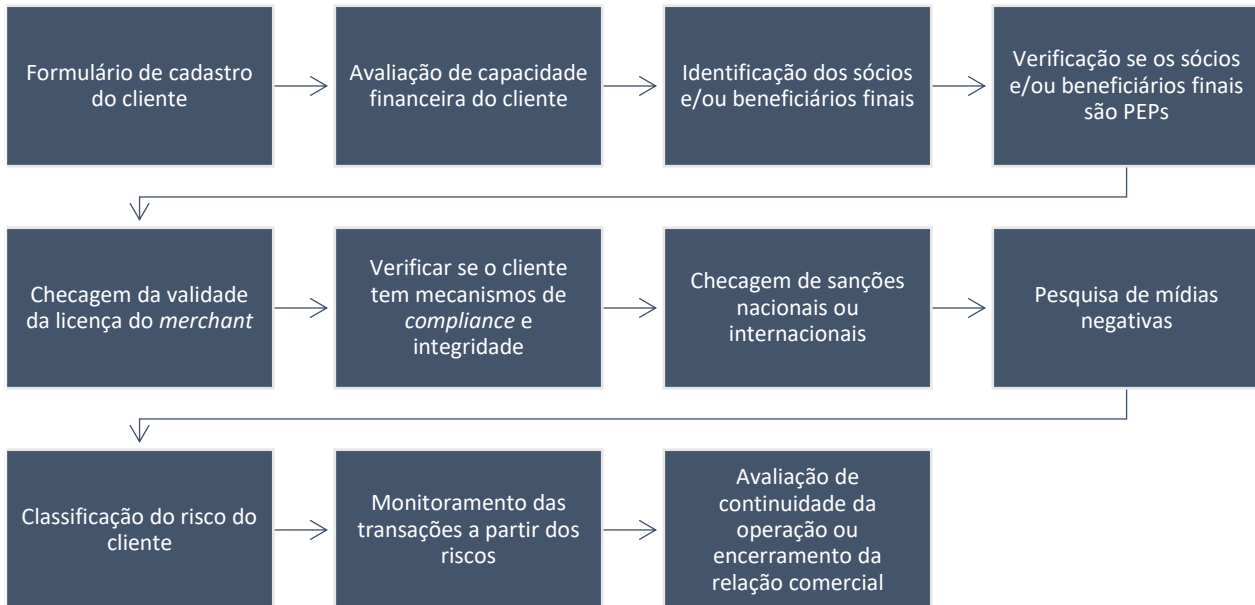 Formulário de cadastro
do cliente
Avaliação de capacidade
financeira do cliente
Identificação dos sócios
e/ou beneficiários finais
Verificação se os sócios
e/ou beneficiários finais
são PEPs
Checagem da validade
da licença do merchant
Verificar se o cliente
tem mecanismos de
compliance e
integridade
Checagem de sanções
nacionais ou
internacionais
Pesquisa de mídias
negativas
Classificação do risco do
cliente
Monitoramento das
transações a partir dos
riscos
Avaliação de
continuidade da
operação ou
encerramento da
relação comercial